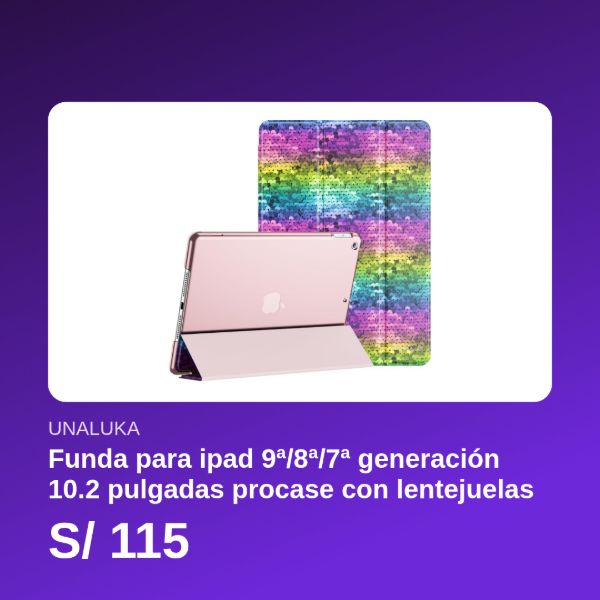 UNALUKA
Funda para ipad 9ª/8ª/7ª generación
10.2 pulgadas procase con lentejuelas
S/ 115